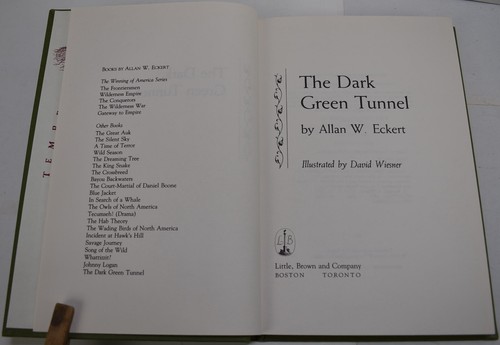 BOOKS BY ALLAN W. ECKERT
The Winning of America Series
The Frontiersmen
Wilderness Empire
The Conquerors
The Wilderness War
Gateway to Empire
Other Books
The Great Auk
The Silent Sky
A Time of Terror
Wild Season
The Dreaming Tree
The King Snake
The Crossbreed
Bayou Backwaters
The Court-Martial of Daniel Boone
Blue Jacket
In Search of a Whale
The Owls of North America
Tecumseh! (Drama)
The Hab Theory
The Wading Birds of North America
Incident at Hawk's Hill
Savage Journey
Song of the Wild
Whattizzit?
Johnny Logan
The Dark Green Tunnel
The Dark
Green Tunnel
by Allan W. Eckert
Illustrated by David Wiesner
L B
Little, Brown and Company
BOSTON TORONTO